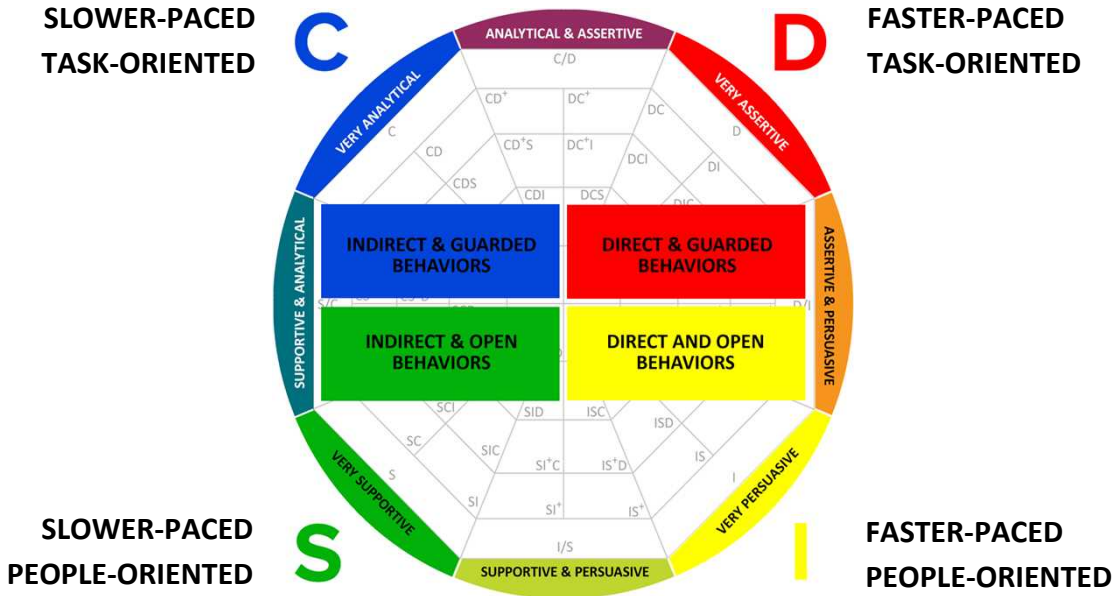 SLOWER-PACED
TASK-ORIENTED
C
ANALYTICAL & ASSERTIVE
D
FASTER-PACED
TASK-ORIENTED
VERY ANALYTICAL
VERY ASSERTIVE
C/D
CD⁺
DC⁺
DC
C
D
CD⁺S
DC⁺I
CD
DCI
DI
CDS
CDI
DCS
SUPPORTIVE & ANALYTICAL
INDIRECT & GUARDED
BEHAVIORS
DIRECT & GUARDED
BEHAVIORS
ASSERTIVE & PERSUASIVE
S/C
D/I
INDIRECT & OPEN
BEHAVIORS
DIRECT AND OPEN
BEHAVIORS
SCI
SID
ISC
ISD
SC
SIC
IS
S
SI⁺C
IS⁺D
I
SI
SI⁺
IS⁺
VERY SUPPORTIVE
VERY PERSUASIVE
I/S
SUPPORTIVE & PERSUASIVE
SLOWER-PACED
PEOPLE-ORIENTED
S
I
FASTER-PACED
PEOPLE-ORIENTED